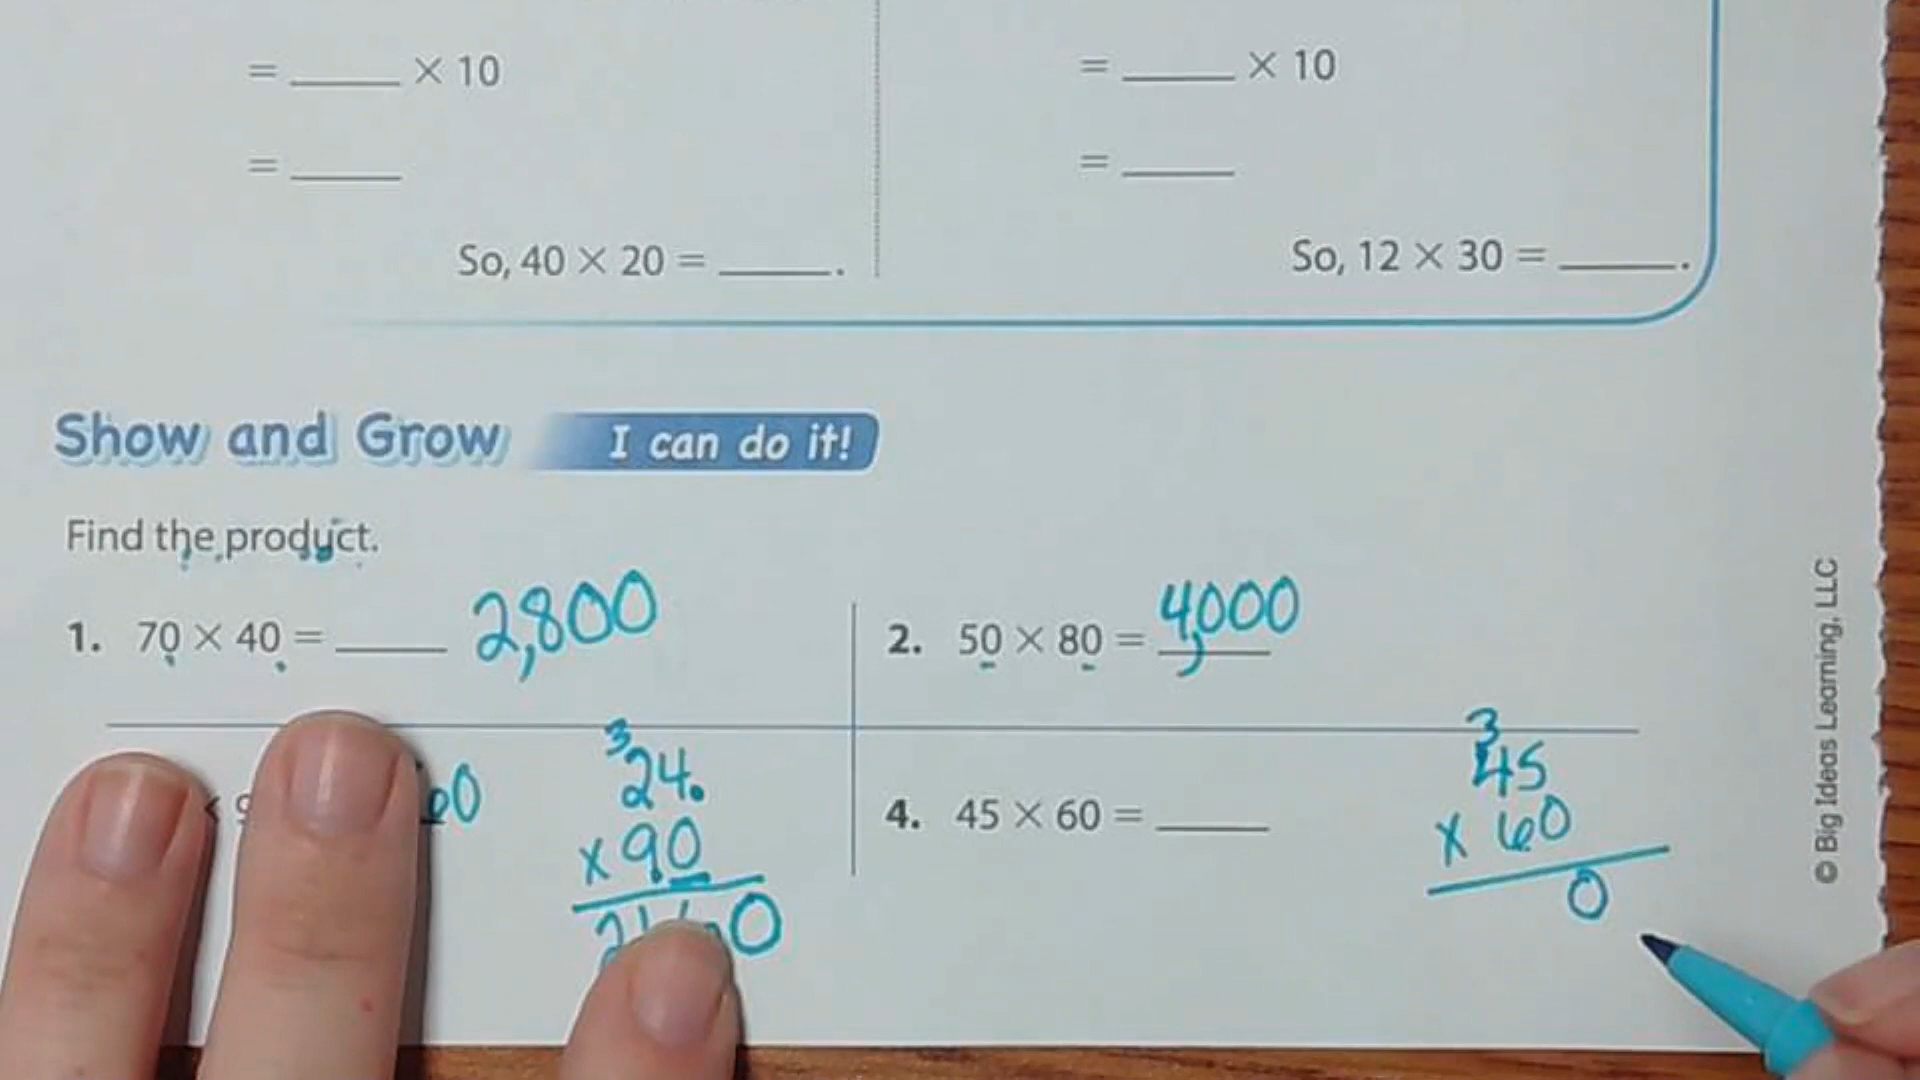 = ____ × 10
= ____ × 10
= ____
= ____
So, 40 × 20 = ____.
So, 12 × 30 = ____.
Show and Grow I can do it!
Find the product.
1. 70 × 40 = ____ 2,800
2. 50 × 80 = 4,000
3
24.
× 90
0
4. 45 × 60 = ____
3
45
× 60
0
© Big Ideas Learning, LLC